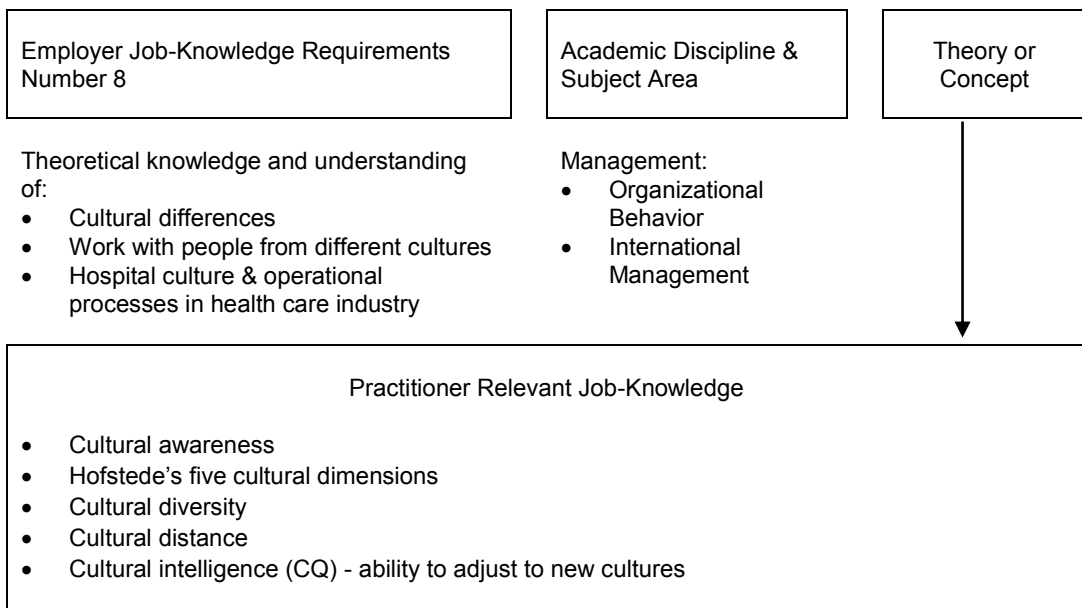 Employer Job-Knowledge Requirements
Number 8
Academic Discipline &
Subject Area
Theory or
Concept
Theoretical knowledge and understanding
of:
• Cultural differences
• Work with people from different cultures
• Hospital culture & operational
processes in health care industry
Management:
• Organizational
Behavior
• International
Management
Practitioner Relevant Job-Knowledge
• Cultural awareness
• Hofstede’s five cultural dimensions
• Cultural diversity
• Cultural distance
• Cultural intelligence (CQ) - ability to adjust to new cultures